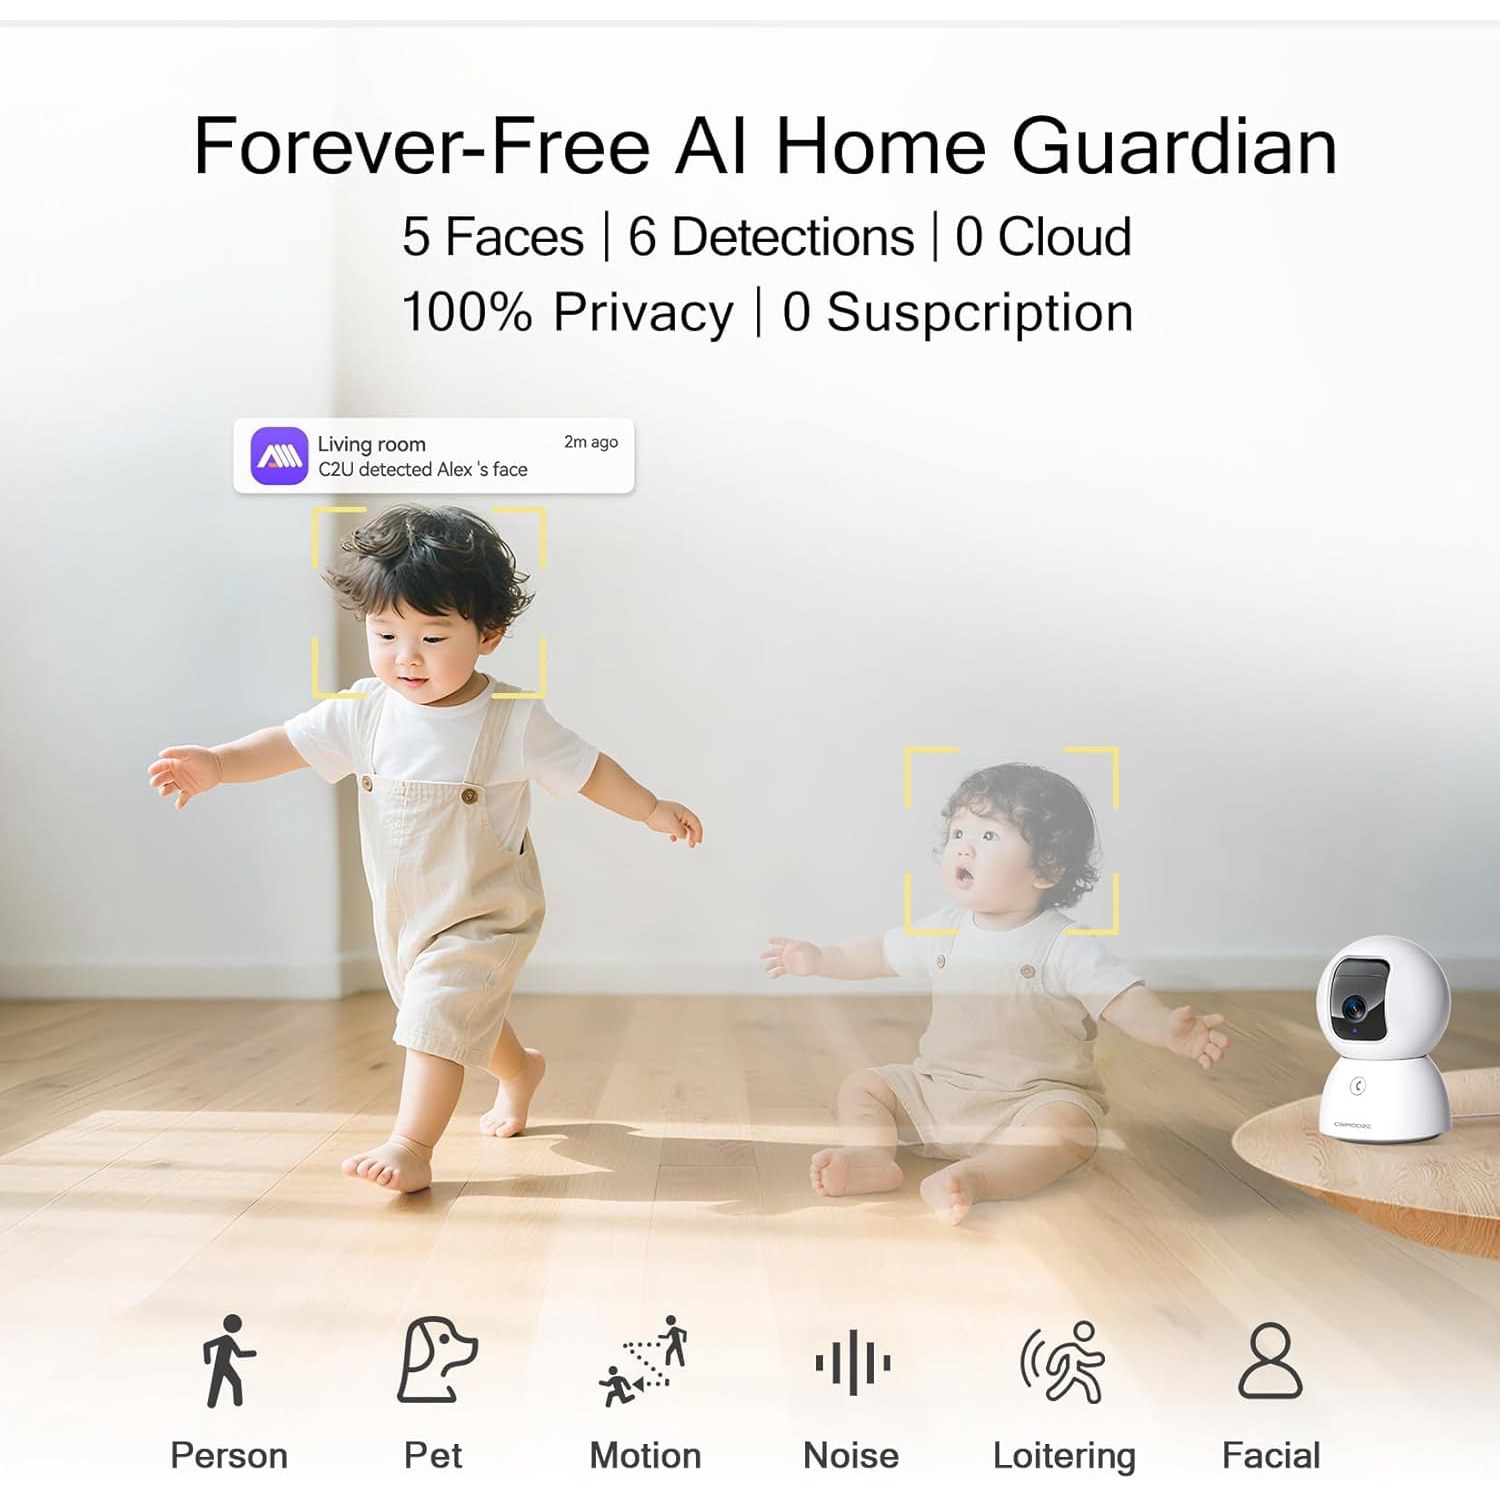 Forever-Free AI Home Guardian
5 Faces | 6 Detections | 0 Cloud
100% Privacy | 0 Suspcription
Living room 2m ago
C2U detected Alex 's face
Person Pet Motion Noise Loitering Facial